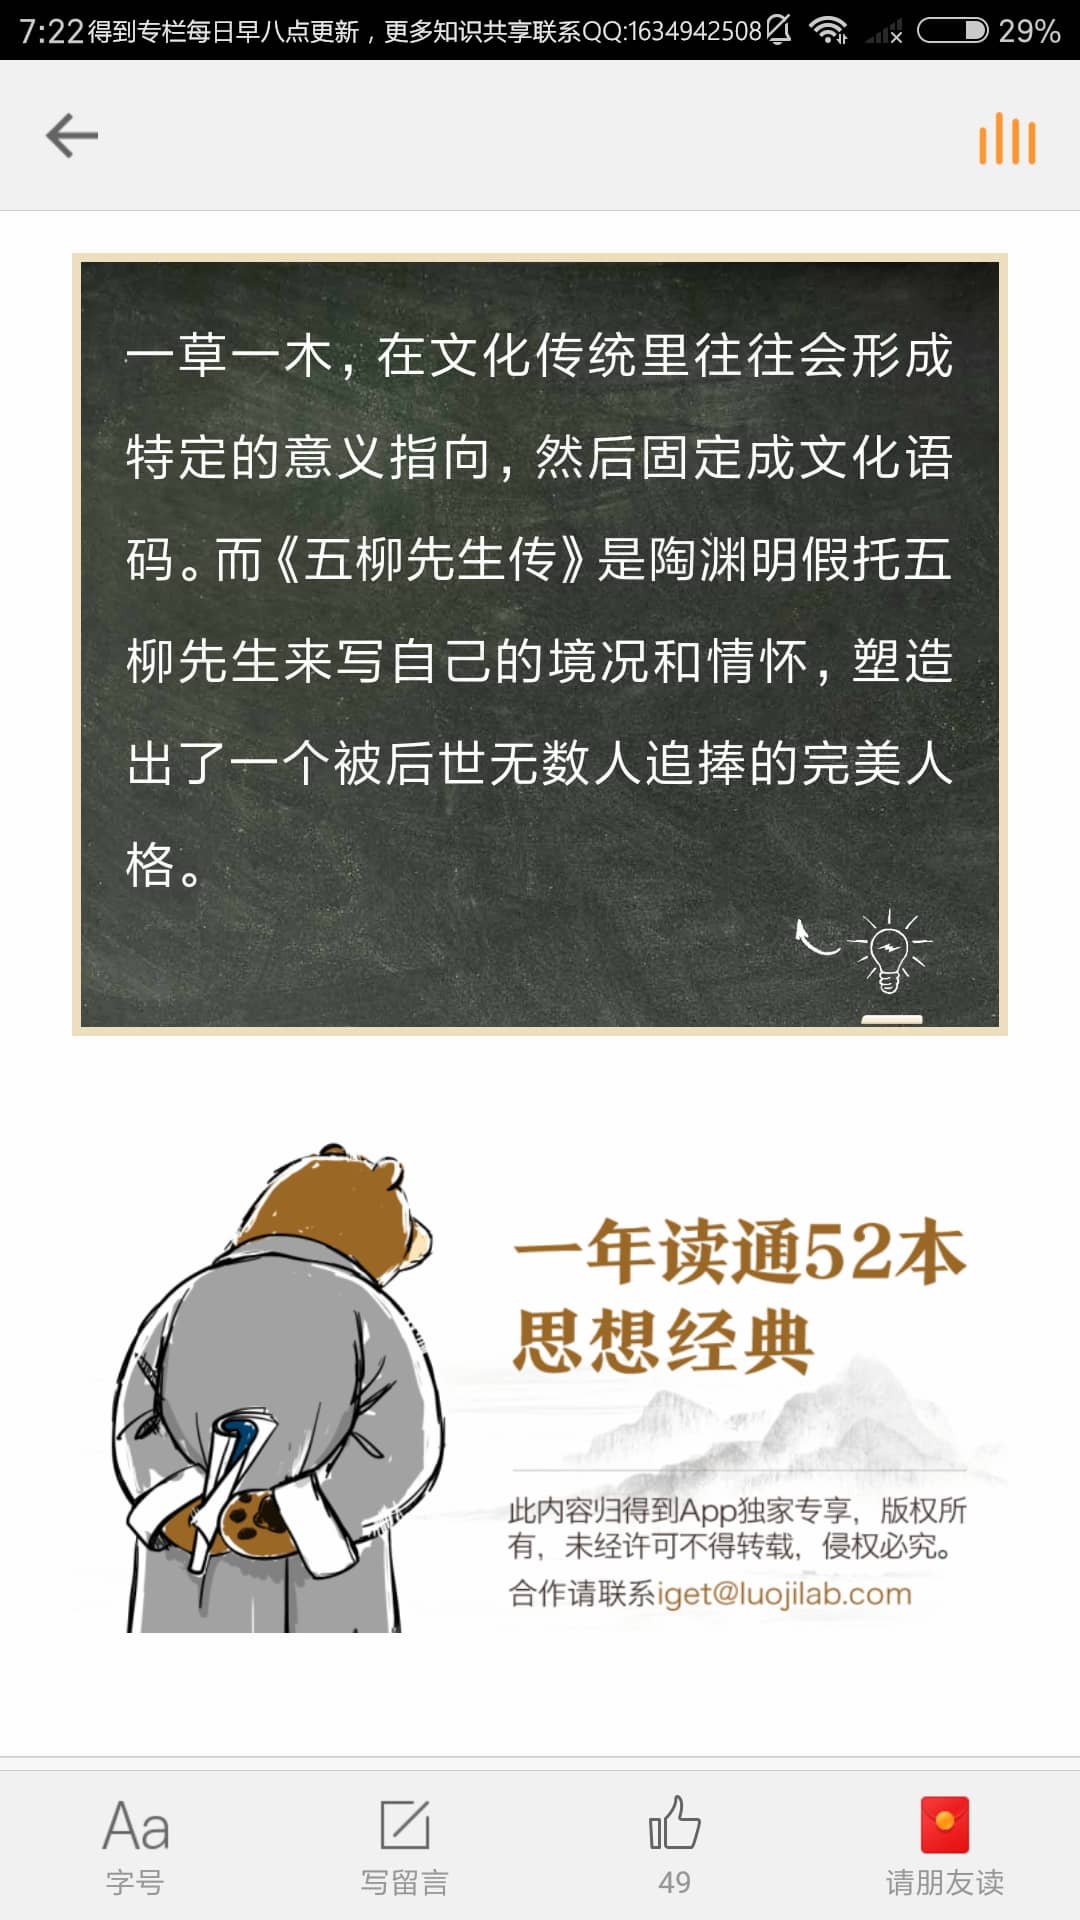 7:22得到专栏每日早八点更新，更多知识共享联系QQ:1634942508 29%
一草一木，在文化传统里往往会形成
特定的意义指向，然后固定成文化语
码。而《五柳先生传》是陶渊明假托五
柳先生来写自己的境况和情怀，塑造
出了一个被后世无数人追捧的完美人
格。
一年读通52本
思想经典
此内容归得到App独家专享，版权所
有，未经许可不得转载，侵权必究。
合作请联系iget@luojilab.com
Aa
字号
写留言
49
请朋友读